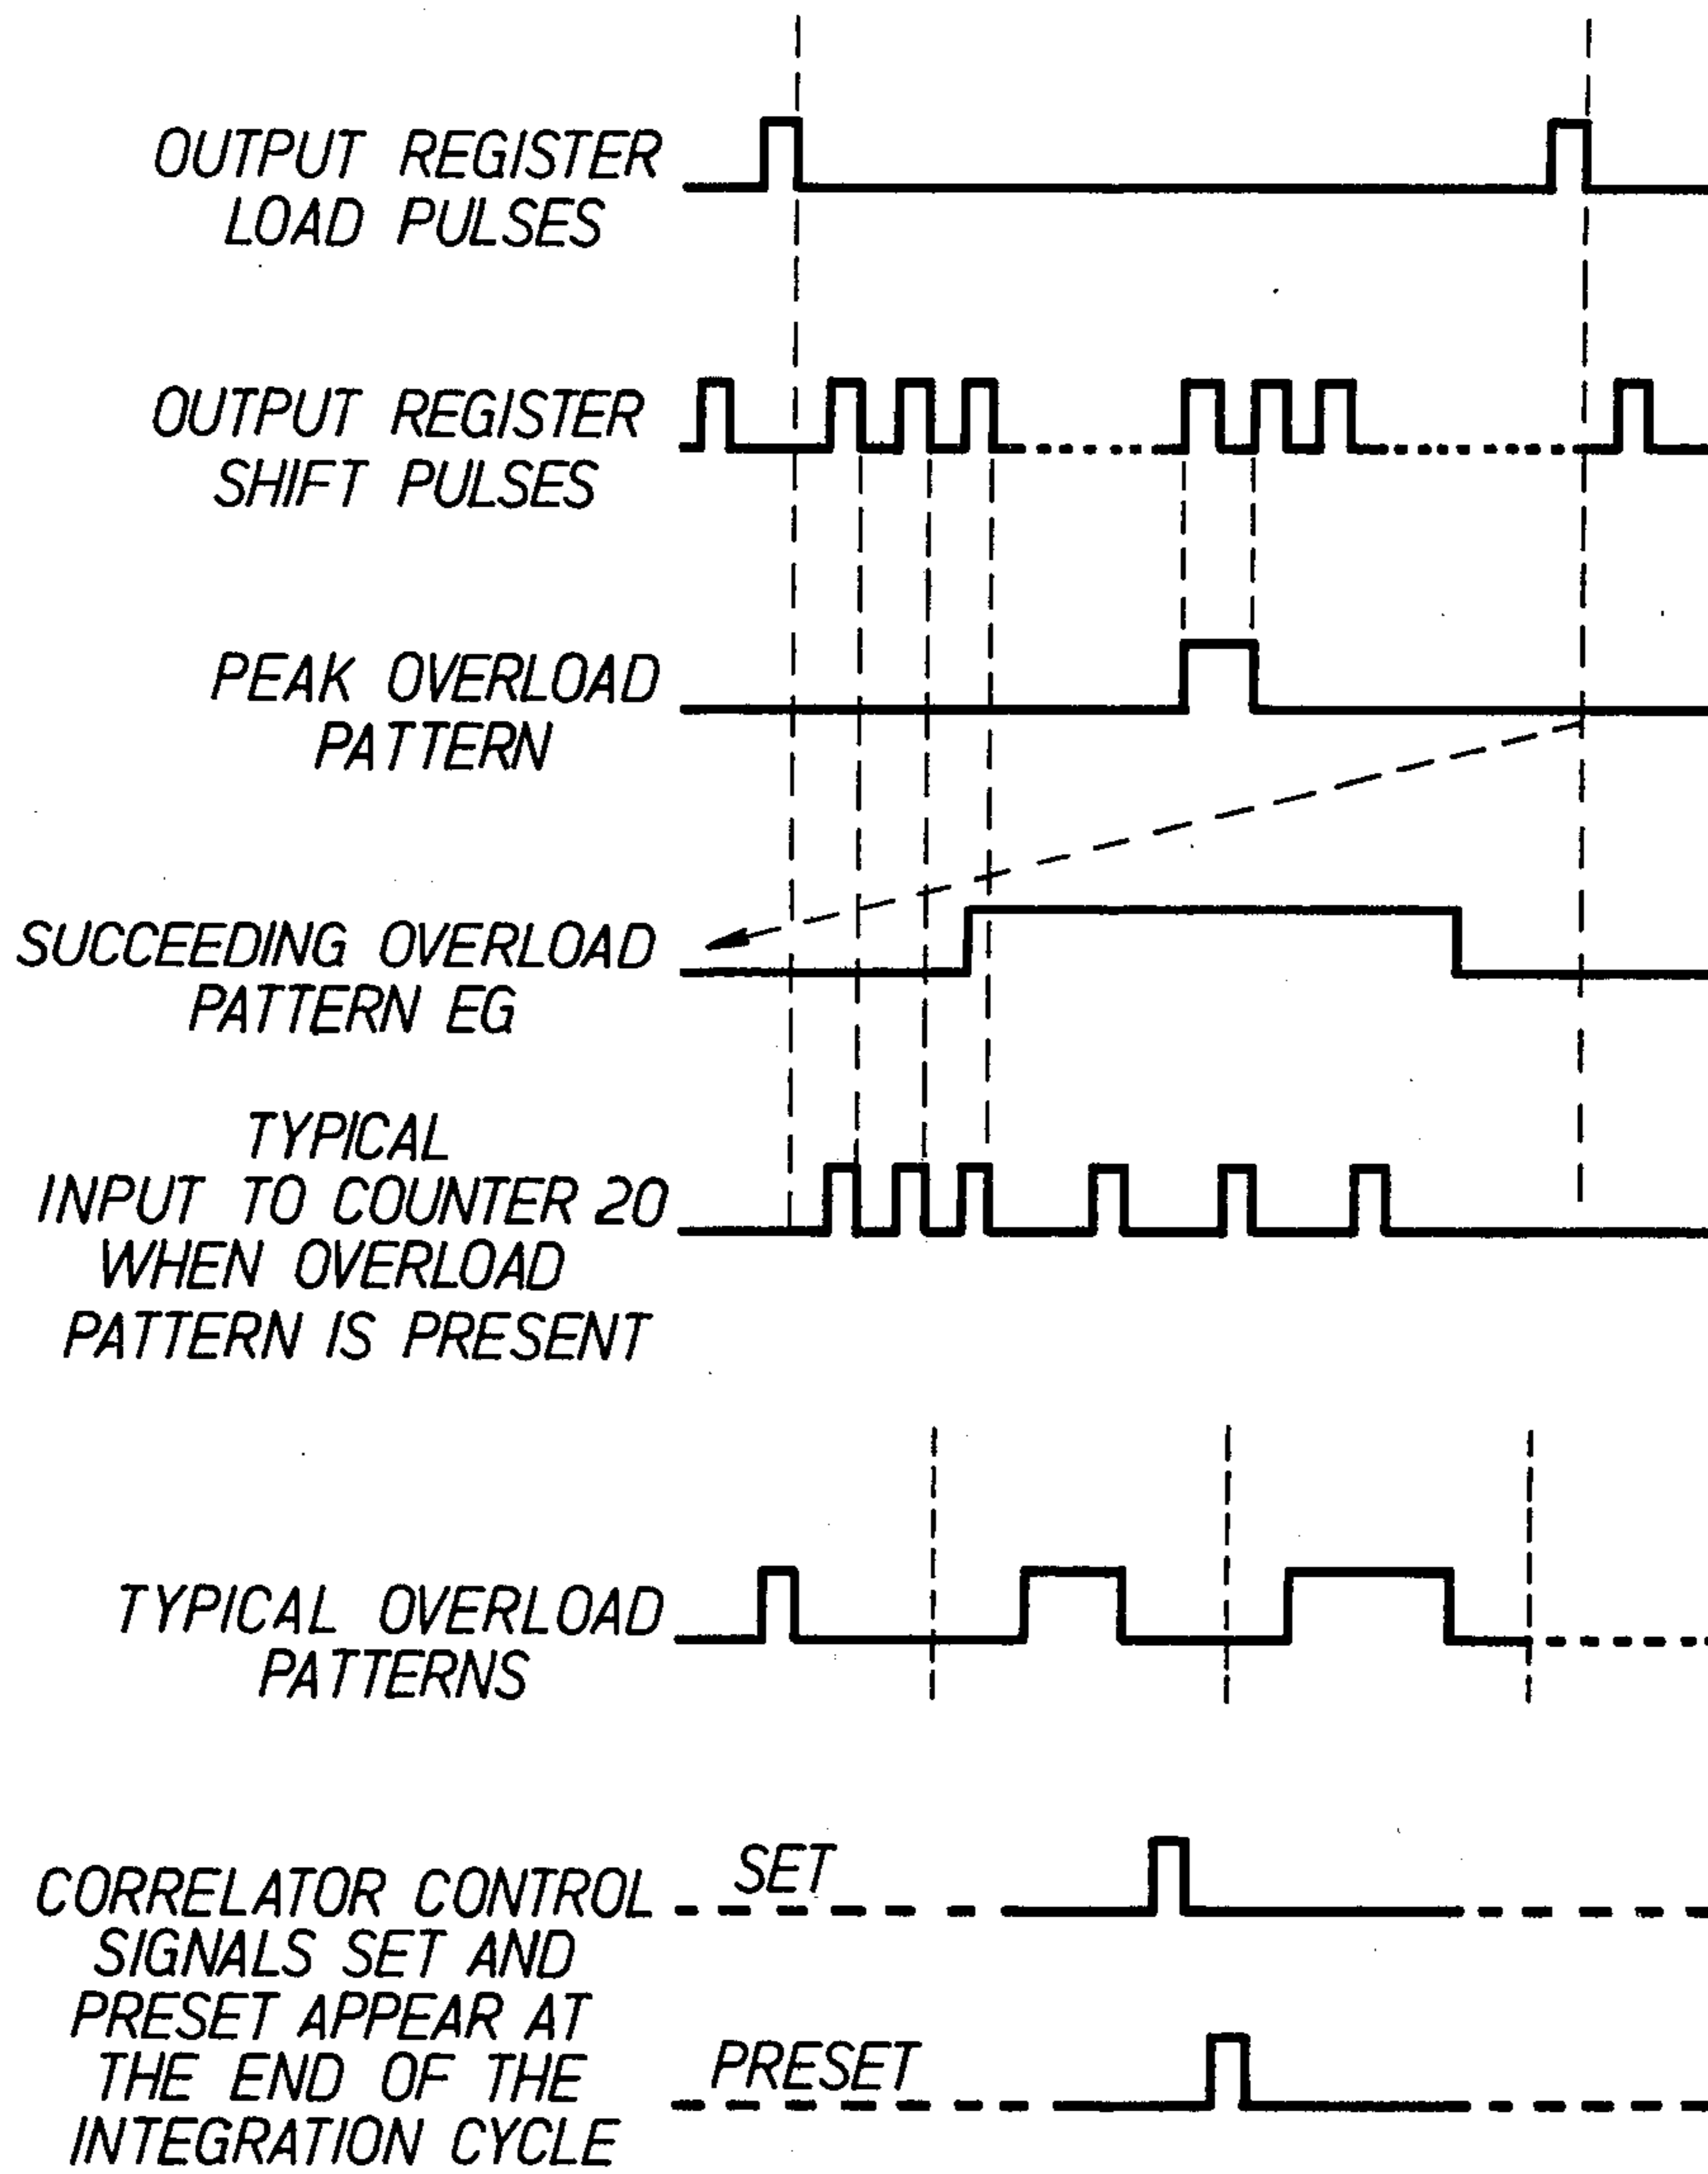 OUTPUT REGISTER
LOAD PULSES
OUTPUT REGISTER
SHIFT PULSES
PEAK OVERLOAD
PATTERN
SUCCEEDING OVERLOAD
PATTERN EG
TYPICAL
INPUT TO COUNTER 20
WHEN OVERLOAD
PATTERN IS PRESENT
TYPICAL OVERLOAD
PATTERNS
CORRELATOR CONTROL
SIGNALS SET AND
PRESET APPEAR AT
THE END OF THE
INTEGRATION CYCLE
SET
PRESET